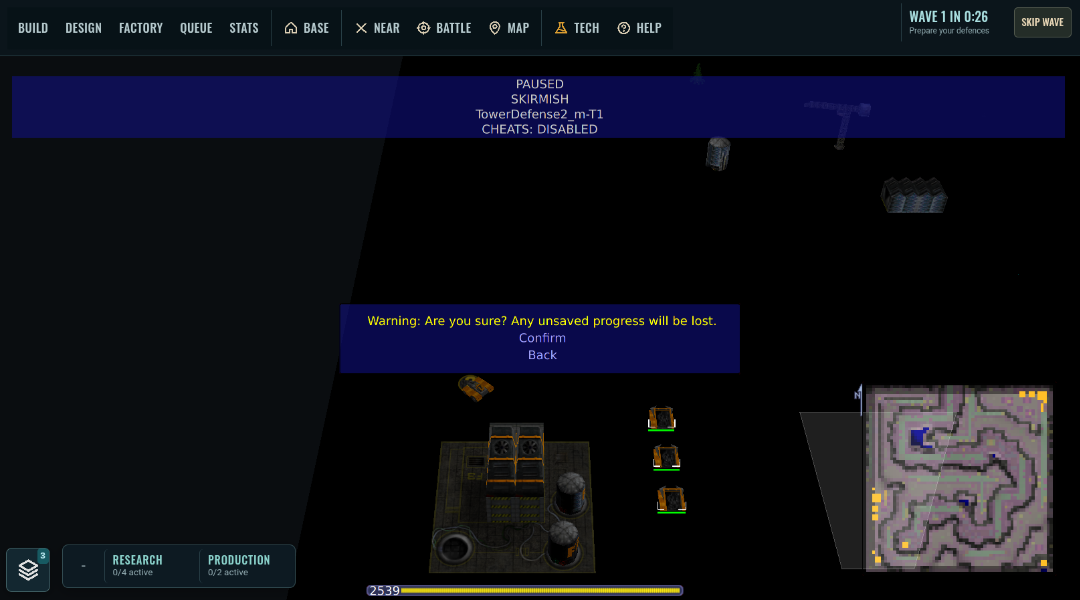 BUILD DESIGN FACTORY QUEUE STATS BASE NEAR BATTLE MAP TECH HELP
WAVE 1 IN 0:26
Prepare your defences
SKIP WAVE
PAUSED
SKIRMISH
TowerDefense2_m-T1
CHEATS: DISABLED
Warning: Are you sure? Any unsaved progress will be lost.
Confirm
Back
N
3
-
RESEARCH
0/4 active
PRODUCTION
0/2 active
2539